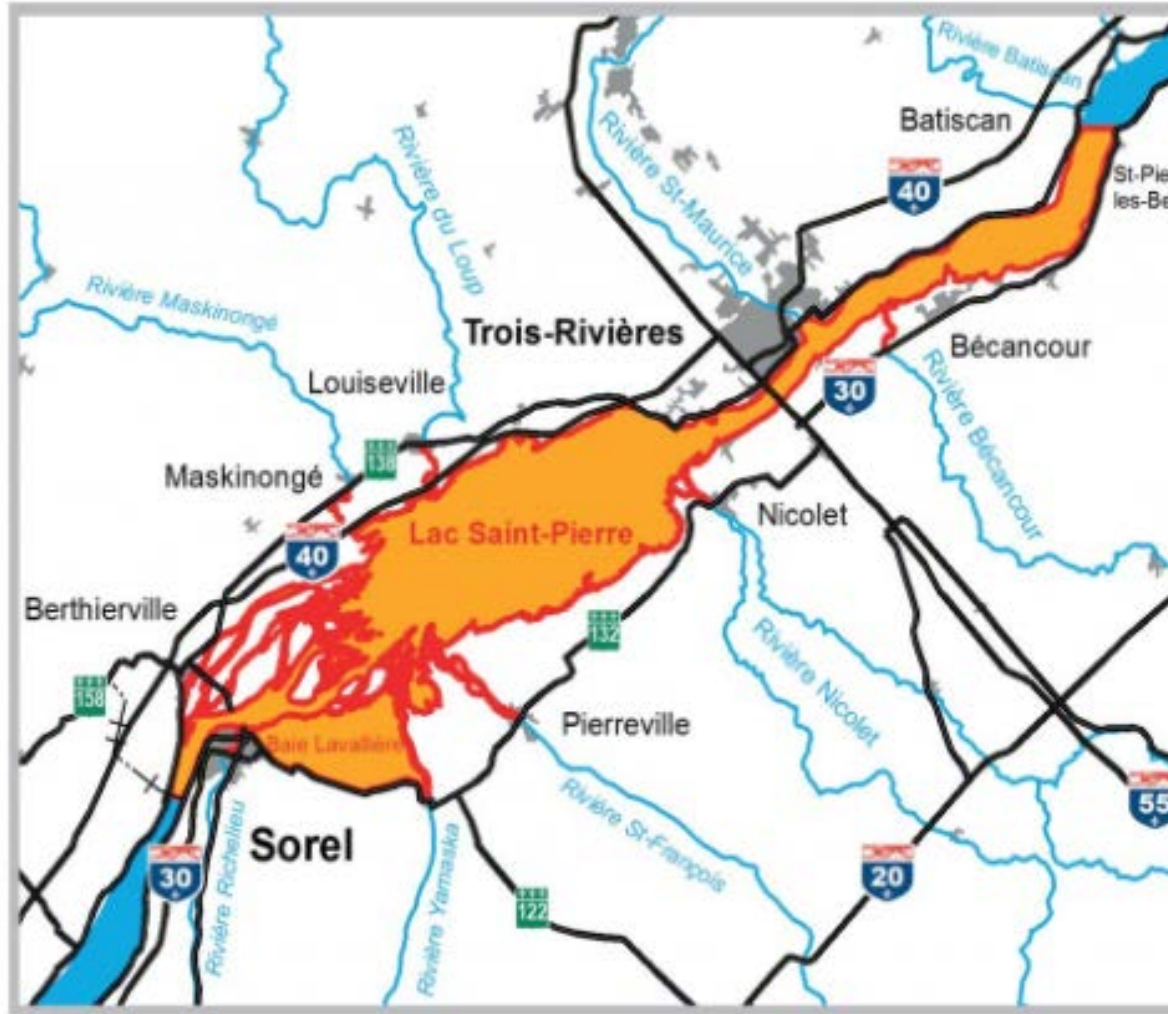 Rivière Batiscan
Batiscan
40
St-Pie
les-Be
Rivière St-Maurice
Rivière du Loup
Rivière Maskinongé
Trois-Rivières
Bécancour
30
Louiseville
138
Maskinongé
Rivière Bécancour
Nicolet
Lac Saint-Pierre
40
Berthierville
132
158
Rivière Nicolet
Pierreville
Baie Lavallière
Sorel
Rivière St-François
55
30
20
122
Rivière Richelieu
Rivière Yamaska